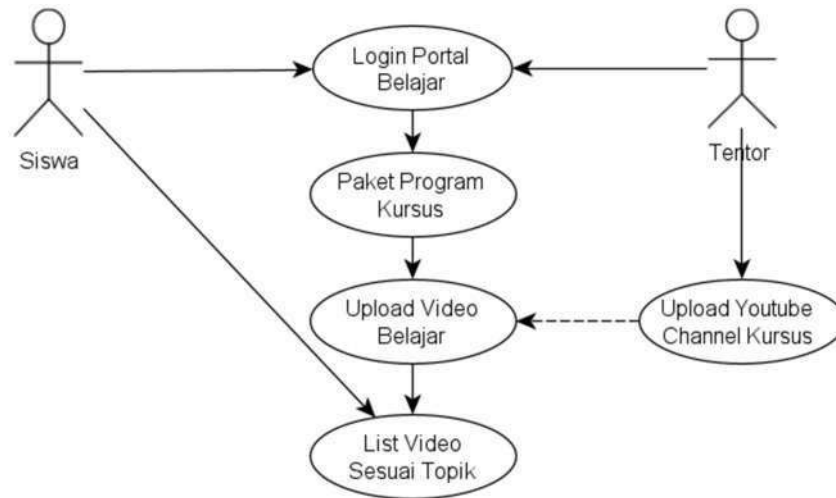 Login Portal
Belajar
Siswa
Tentor
Paket Program
Kursus
Upload Video
Belajar
Upload Youtube
Channel Kursus
List Video
Sesuai Topik